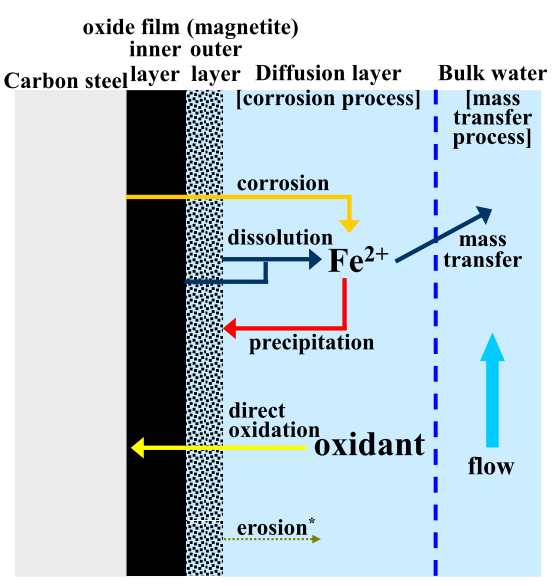 oxide film (magnetite)
inner outer
Carbon steel layer layer Diffusion layer Bulk water
[corrosion process] [mass
transfer
process]
corrosion
dissolution
Fe²⁺
mass
transfer
precipitation
direct
oxidation
oxidant
flow
erosion*